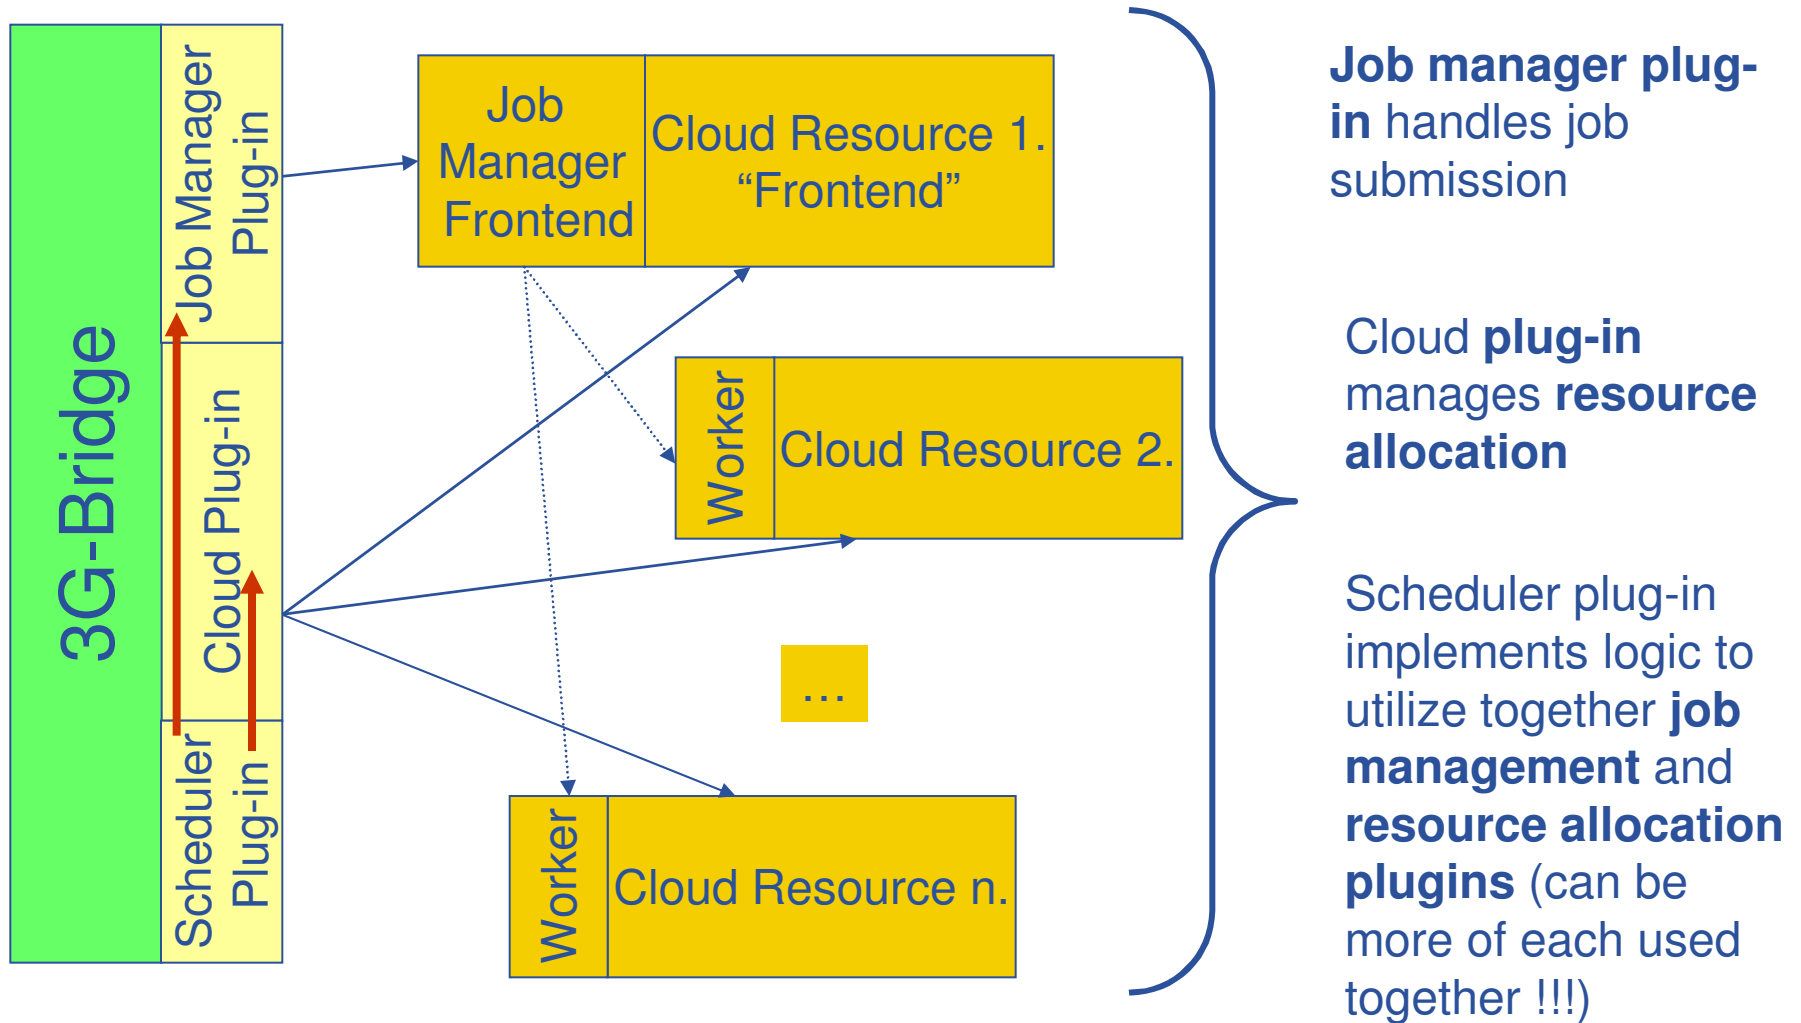 3G-Bridge
Job Manager
Plug-in
Cloud Plug-in
Scheduler
Plug-in
Job
Manager
Frontend
Cloud Resource 1.
“Frontend”
Worker
Cloud Resource 2.
...
Worker
Cloud Resource n.
Job manager plug-
in handles job
submission
Cloud plug-in
manages resource
allocation
Scheduler plug-in
implements logic to
utilize together job
management and
resource allocation
plugins (can be
more of each used
together !!!)